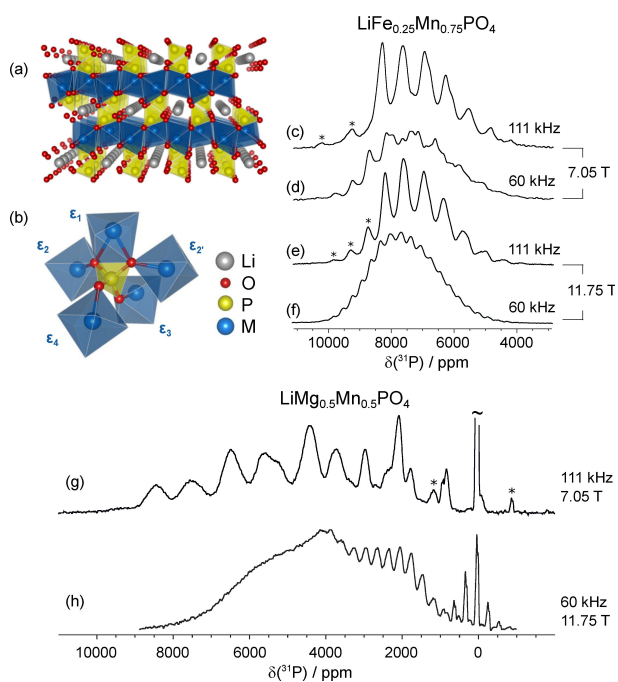 LiFe0.25Mn0.75PO4
(a)
(b)
ε1
ε2
ε2'
ε3
ε4
Li
O
P
M
(c)
* *
111 kHz
7.05 T
(d)
60 kHz
(e)
* * *
111 kHz
11.75 T
(f)
60 kHz
10000 8000 6000 4000
δ(31P) / ppm
LiMg0.5Mn0.5PO4
~
(g)
* *
111 kHz
7.05 T
(h)
60 kHz
11.75 T
10000 8000 6000 4000 2000 0
δ(31P) / ppm